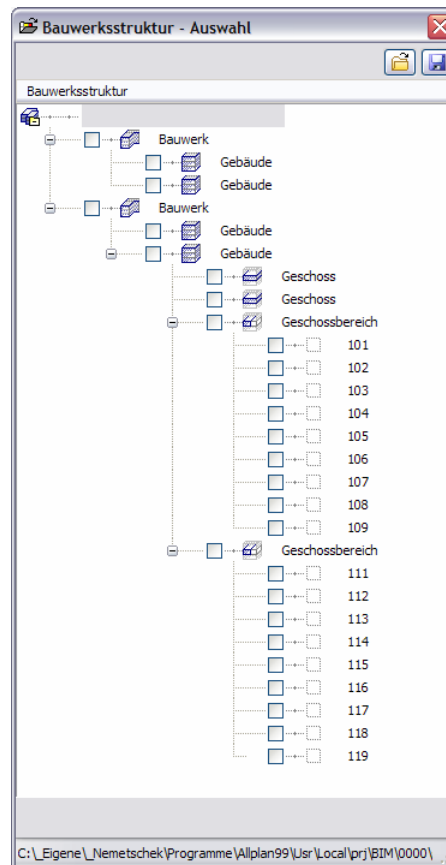 Bauwerksstruktur - Auswahl
Bauwerksstruktur
Bauwerk
Gebäude
Gebäude
Bauwerk
Gebäude
Gebäude
Geschoss
Geschoss
Geschossbereich
101
102
103
104
105
106
107
108
109
Geschossbereich
111
112
113
114
115
116
117
118
119
C:\_Eigene\_Nemetschek\Programme\Allplan99\Usr\Local\prj\BIM\0000\